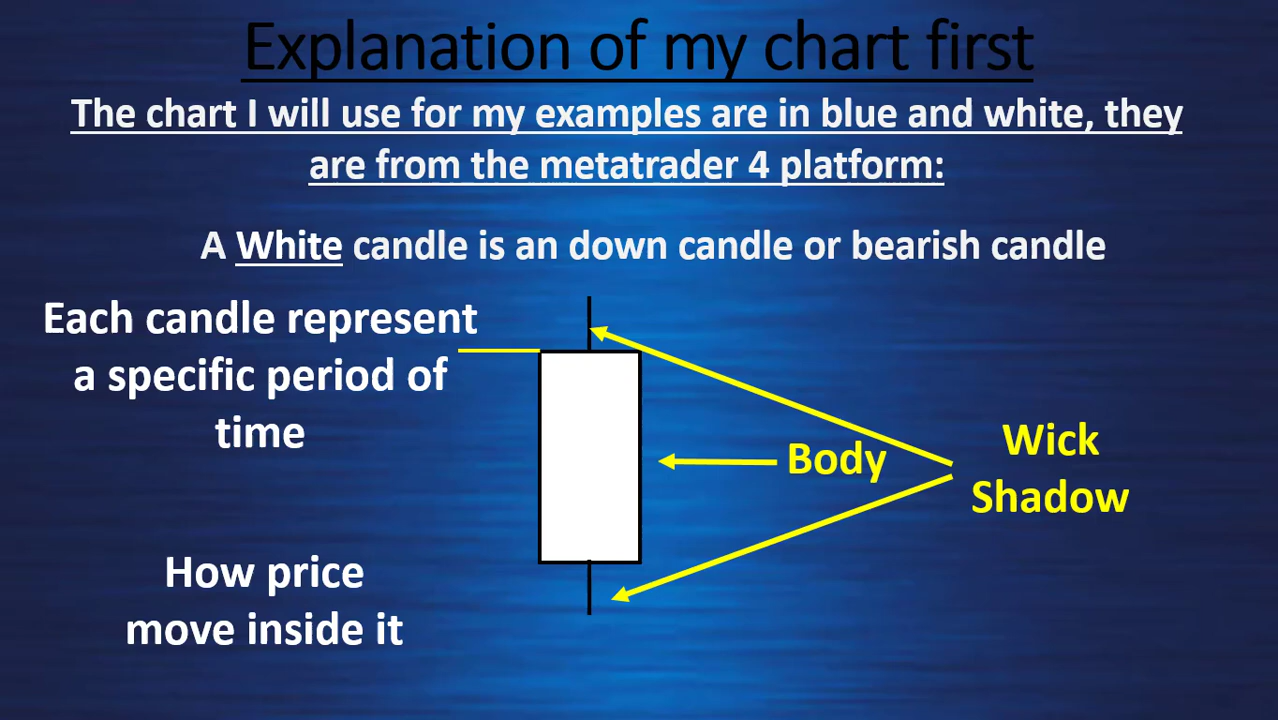 Explanation of my chart first
The chart I will use for my examples are in blue and white, they
are from the metatrader 4 platform:
A White candle is an down candle or bearish candle
Each candle represent
a specific period of
time
Body
Wick
Shadow
How price
move inside it